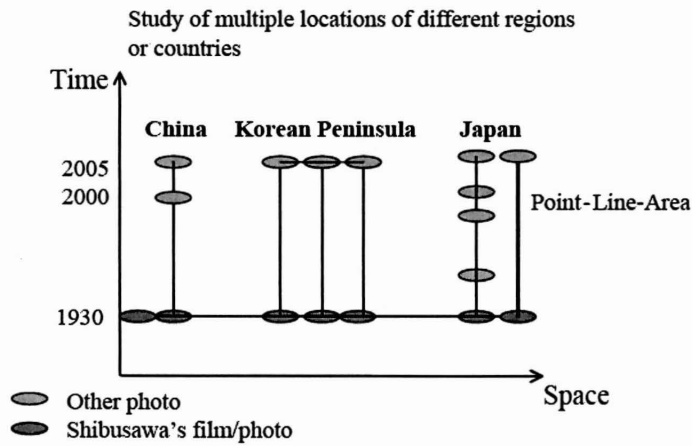 Study of multiple locations of different regions
or countries
Time
China Korean Peninsula Japan
2005
2000
Point-Line-Area
1930
Space
Other photo
Shibusawa's film/photo